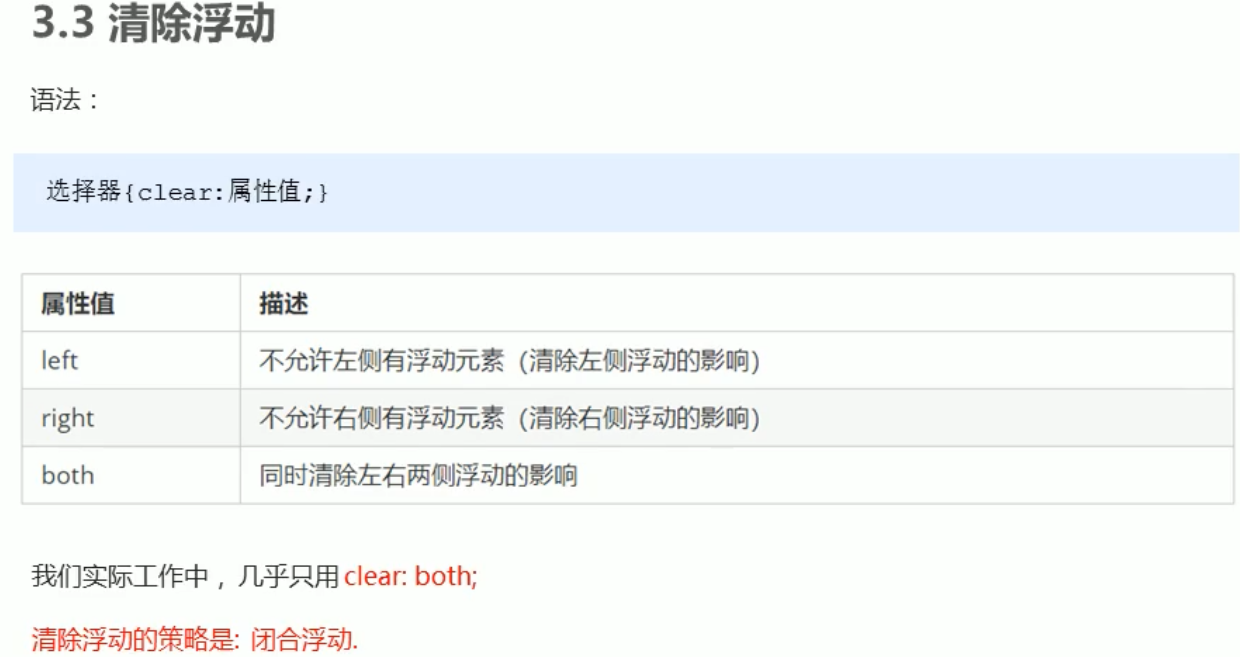 3.3 清除浮动
语法：
选择器{clear:属性值;}
属性值 描述
left 不允许左侧有浮动元素（清除左侧浮动的影响）
right 不允许右侧有浮动元素（清除右侧浮动的影响）
both 同时清除左右两侧浮动的影响
我们实际工作中，几乎只用 clear: both;
清除浮动的策略是: 闭合浮动.